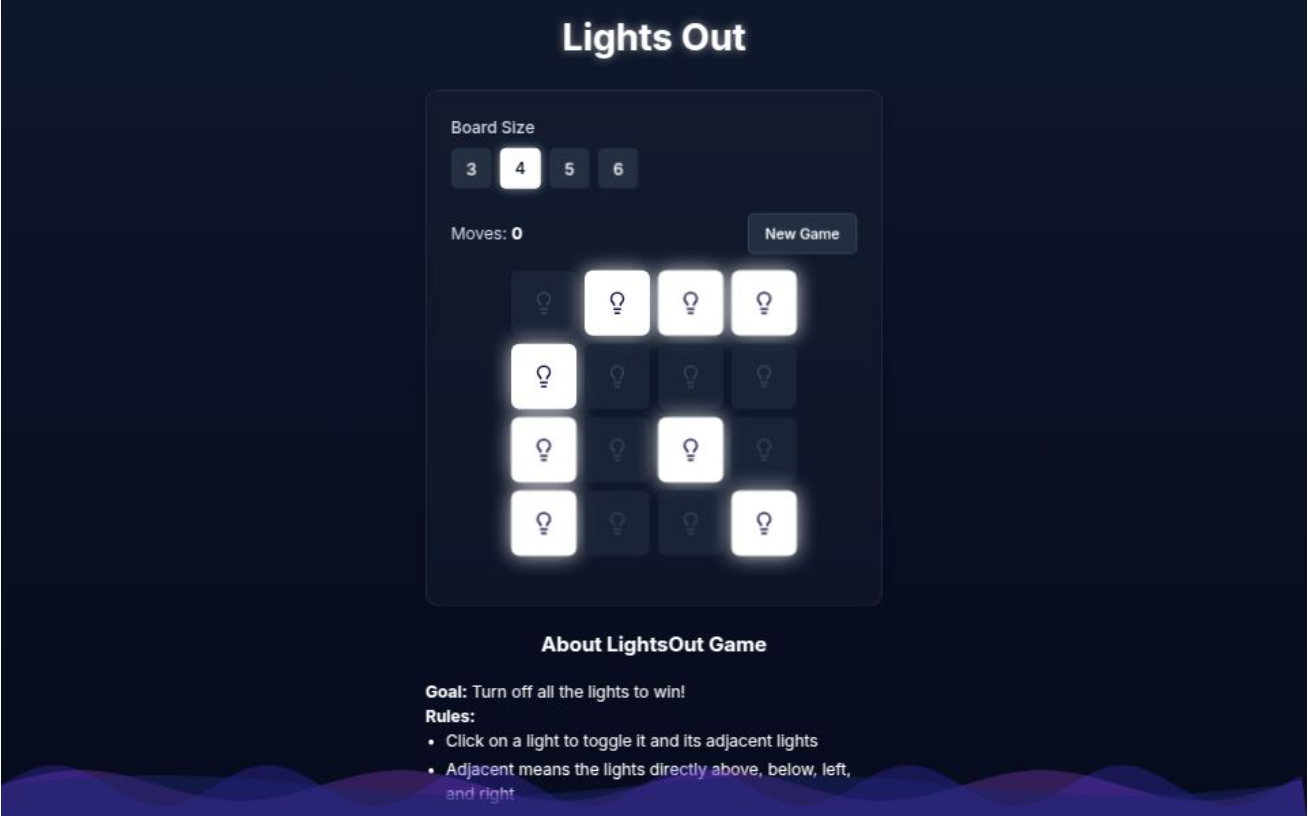 Lights Out
Board Size
3 4 5 6
Moves: 0
New Game
About LightsOut Game
Goal: Turn off all the lights to win!
Rules:
• Click on a light to toggle it and its adjacent lights
• Adjacent means the lights directly above, below, left,
and right